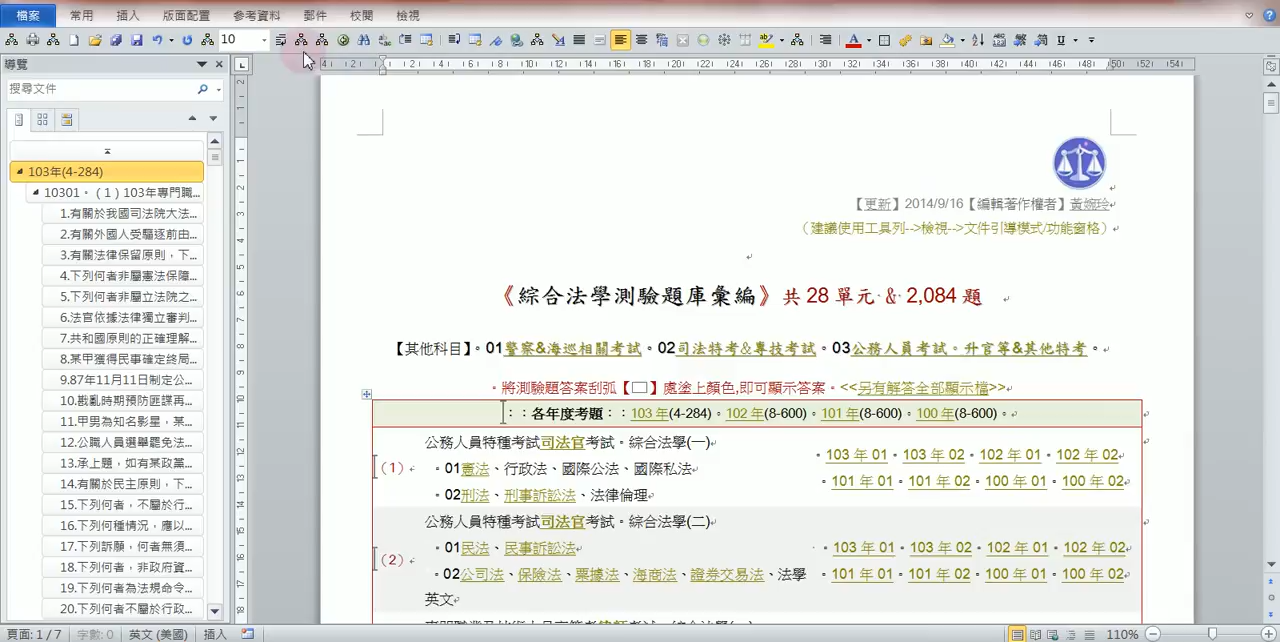 檔案 常用 插入 版面配置 參考資料 郵件 校閱 檢視
10
導覽
搜尋文件
103年(4-284)
10301。（1）103年專門職...
1.有關於我國司法院大法...
2.有關外國人受驅逐前由...
3.有關法律保留原則，下...
4.下列何者非屬憲法保障...
5.下列何者非屬立法院之...
6.法官依據法律獨立審判...
7.共和國原則的正確理解...
8.某甲獲得民事確定終局...
9.87年11月11日制定公...
10.戡亂時期預防匪諜再...
11.甲男為知名影星，某...
12.公職人員選舉罷免法...
13.承上題，如有某政黨...
14.有關於民主原則，下...
15.下列何者，不屬於行...
16.下列何種情況，應以...
17.下列訴願，何者無須...
18.下列何者，非政府資...
19.下列何者為法規命令...
20.下列何者不屬於行政...
【更新】2014/9/16【編輯著作權者】黃婉玲
（建議使用工具列-->檢視-->文件引導模式/功能窗格）
《綜合法學測驗題庫彙編》共 28 單元 & 2,084 題
【其他科目】。01警察&海巡相關考試。02司法特考&專技考試。03公務人員考試。升官等&其他特考。
。將測驗題答案刮弧【□】處塗上顏色,即可顯示答案。<<另有解答全部顯示檔>>
：：各年度考題：：103 年(4-284)。102 年(8-600)。101 年(8-600)。100 年(8-600)。
（1）
公務人員特種考試司法官考試。綜合法學(一)
。01憲法、行政法、國際公法、國際私法
。02刑法、刑事訴訟法、法律倫理
。103 年 01。103 年 02。102 年 01。102 年 02
。101 年 01。101 年 02。100 年 01。100 年 02
（2）
公務人員特種考試司法官考試。綜合法學(二)
。01民法、民事訴訟法
。02公司法、保險法、票據法、海商法、證券交易法、法學
英文
。103 年 01。103 年 02。102 年 01。102 年 02
。101 年 01。101 年 02。100 年 01。100 年 02
頁面: 1 / 7 字數: 0 英文 (美國) 插入 110%